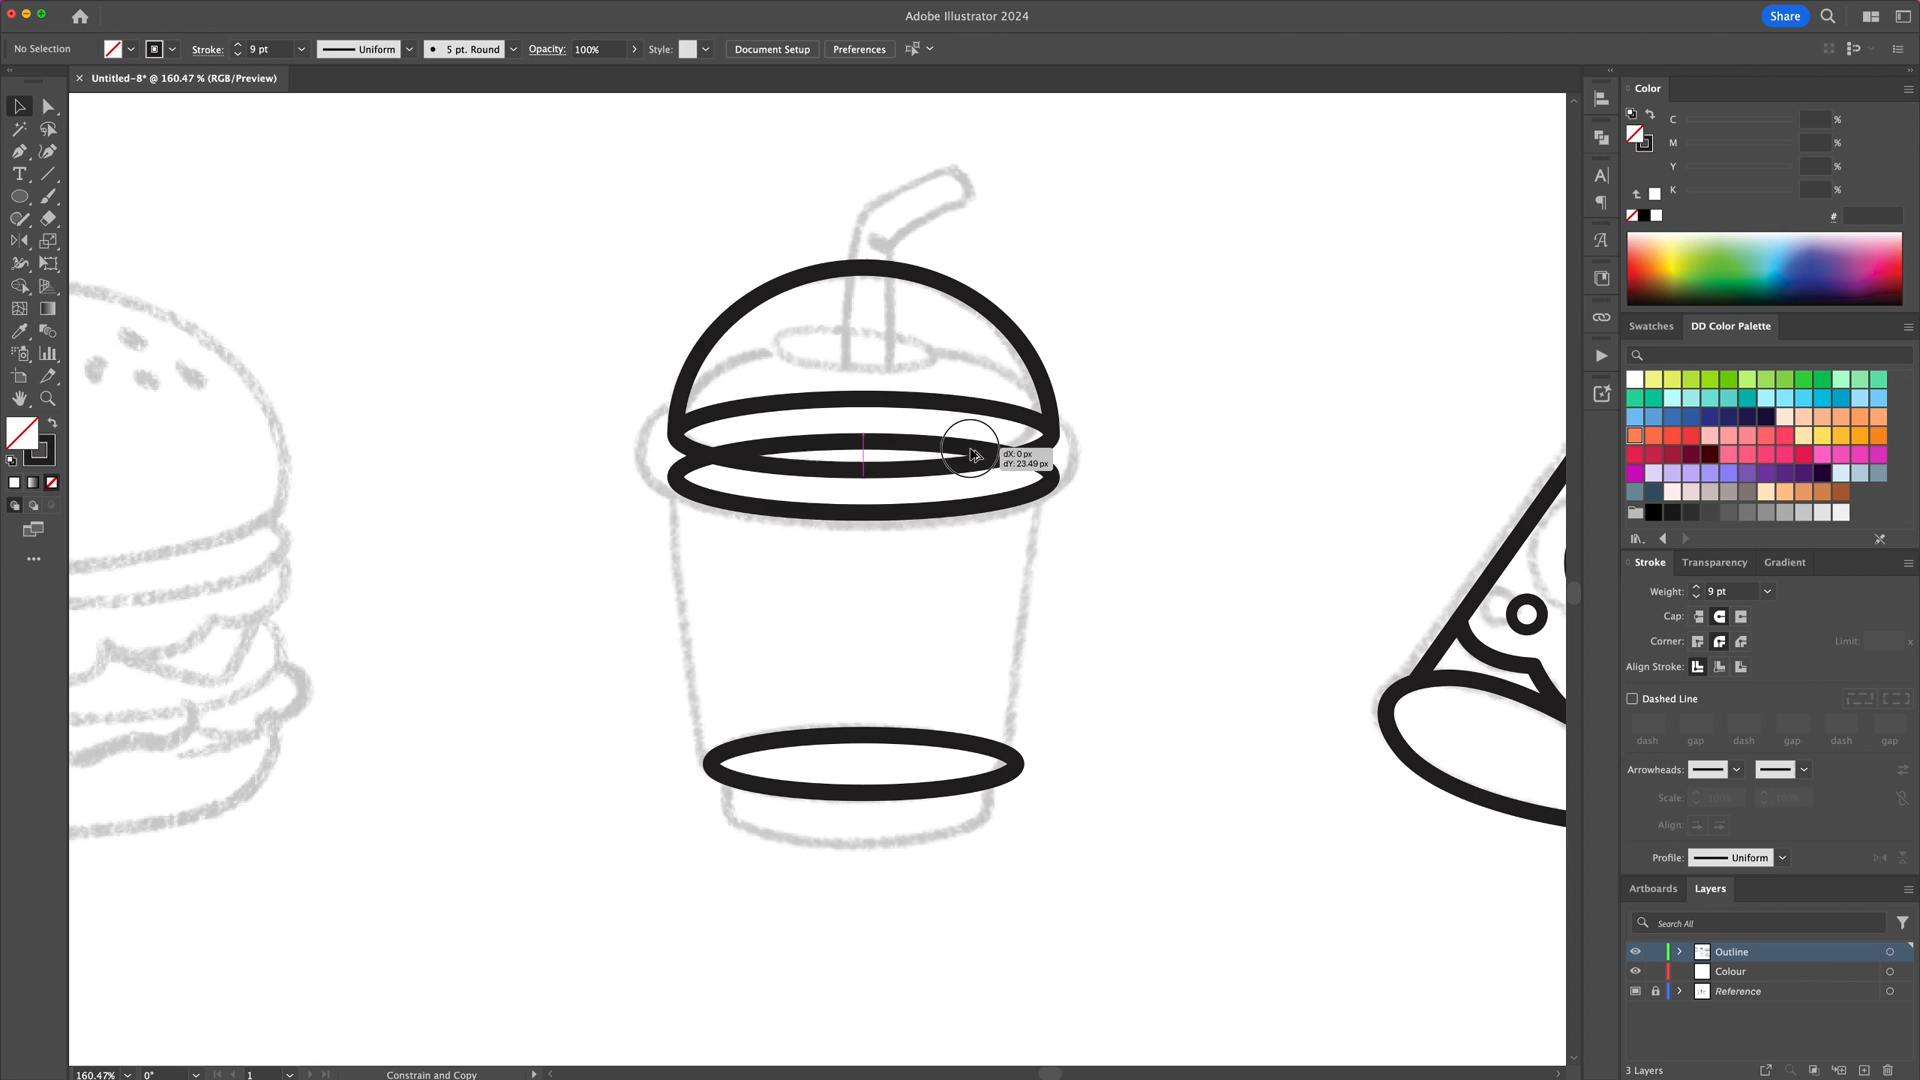 Adobe Illustrator 2024
Share
No Selection
Stroke:
9 pt
Uniform
5 pt. Round
Opacity:
100%
Style:
Document Setup
Preferences
Untitled-8* @ 160.47 % (RGB/Preview)
dX: 0 px
dY: 23.49 px
Color
C
%
M
%
Y
%
K
%
#
Swatches
DD Color Palette
Stroke
Transparency
Gradient
Weight:
9 pt
Cap:
Corner:
Limit:
x
Align Stroke:
Dashed Line
dash
gap
dash
gap
dash
gap
Arrowheads:
Scale:
100%
100%
Align:
Profile:
Uniform
Artboards
Layers
Search All
Outline
Colour
Reference
3 Layers
160.47%
0°
1
Constrain and Copy